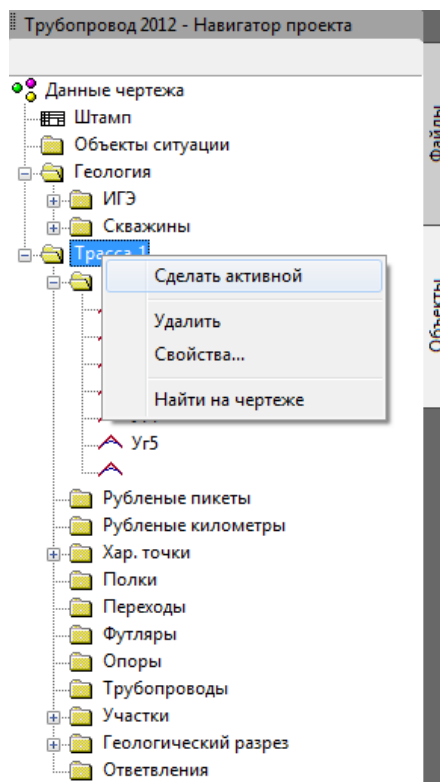 Трубопровод 2012 - Навигатор проекта
Данные чертежа
Штамп
Объекты ситуации
Геология
ИГЭ
Скважины
Трасса 1
Сделать активной
Удалить
Свойства...
Найти на чертеже
Уг5
Рубленые пикеты
Рубленые километры
Хар. точки
Полки
Переходы
Футляры
Опоры
Трубопроводы
Участки
Геологический разрез
Ответвления
Файлы
Объекты